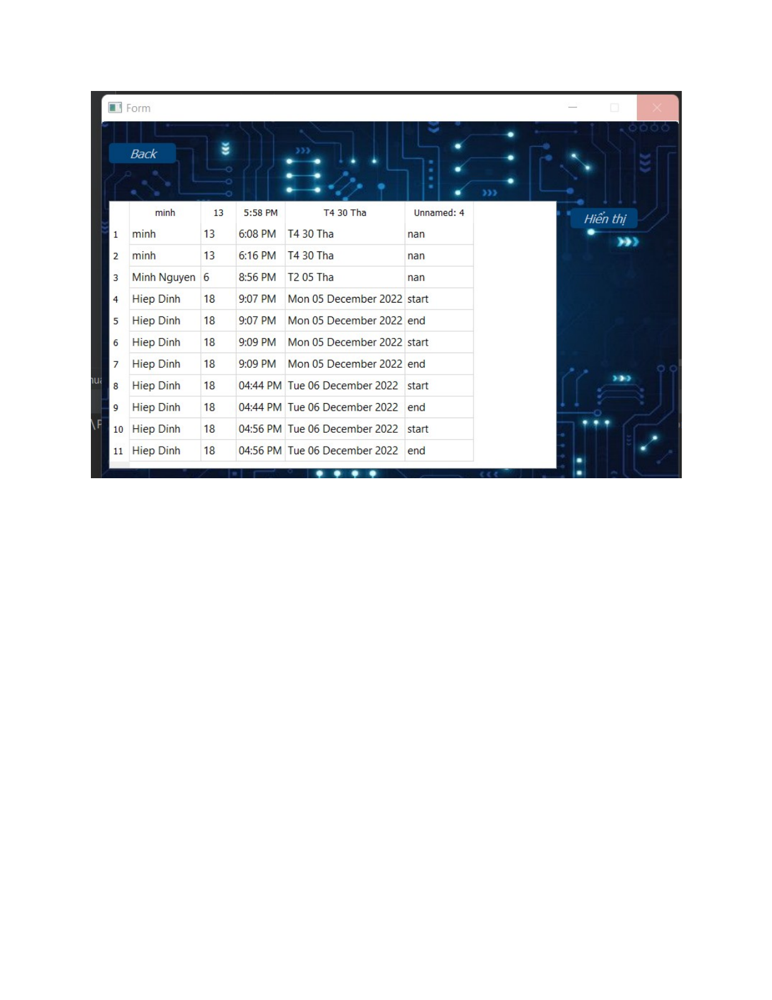 Form
Back
minh 13 5:58 PM T4 30 Tha Unnamed: 4
Hiển thị
1 minh 13 6:08 PM T4 30 Tha nan
2 minh 13 6:16 PM T4 30 Tha nan
3 Minh Nguyen 6 8:56 PM T2 05 Tha nan
4 Hiep Dinh 18 9:07 PM Mon 05 December 2022 start
5 Hiep Dinh 18 9:07 PM Mon 05 December 2022 end
6 Hiep Dinh 18 9:09 PM Mon 05 December 2022 start
7 Hiep Dinh 18 9:09 PM Mon 05 December 2022 end
8 Hiep Dinh 18 04:44 PM Tue 06 December 2022 start
9 Hiep Dinh 18 04:44 PM Tue 06 December 2022 end
10 Hiep Dinh 18 04:56 PM Tue 06 December 2022 start
11 Hiep Dinh 18 04:56 PM Tue 06 December 2022 end